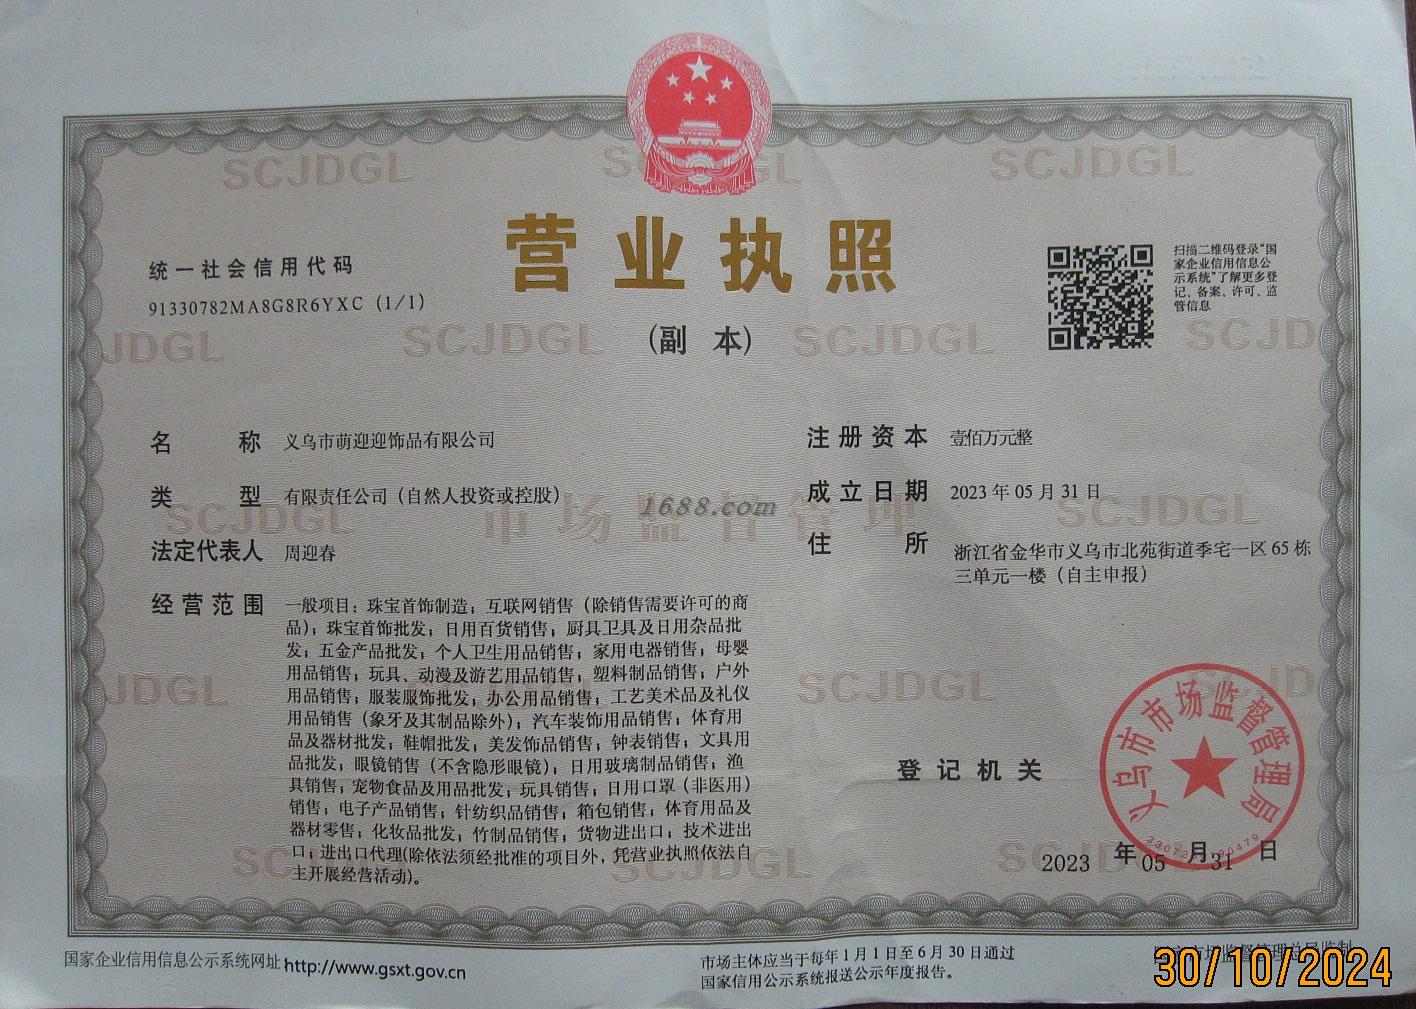 营业执照
(副 本)
统一社会信用代码
91330782MA8G8R6YXC (1/1)
扫描二维码登录“国
家企业信用信息公
示系统”了解更多登
记、备案、许可、监
管信息
名 称 义乌市萌迎迎饰品有限公司
类 型 有限责任公司（自然人投资或控股）
法定代表人 周迎春
经营范围 一般项目：珠宝首饰制造；互联网销售（除销售需要许可的商
品）；珠宝首饰批发；日用百货销售；厨具卫具及日用杂品批
发；五金产品批发；个人卫生用品销售；家用电器销售；母婴
用品销售；玩具、动漫及游艺用品销售；塑料制品销售；户外
用品销售；服装服饰批发；办公用品销售；工艺美术品及礼仪
用品销售（象牙及其制品除外）；汽车装饰用品销售；体育用
品及器材批发；鞋帽批发；美发饰品销售；钟表销售；文具用
品批发；眼镜销售（不含隐形眼镜）；日用玻璃制品销售；渔
具销售；宠物食品及用品批发；玩具销售；日用口罩（非医用）
销售；电子产品销售；针纺织品销售；箱包销售；体育用品及
器材零售；化妆品批发；竹制品销售；货物进出口；技术进出
口；进出口代理(除依法须经批准的项目外，凭营业执照依法自
主开展经营活动)。
注册资本 壹佰万元整
成立日期 2023 年 05 月 31 日
住 所 浙江省金华市义乌市北苑街道季宅一区 65 栋
三单元一楼（自主申报）
1688.com
市场监督管理
SCJDGL
登记机关
义乌市市场监督管理局
2023 年 05 月 31 日
国家企业信用信息公示系统网址 http://www.gsxt.gov.cn
市场主体应当于每年 1 月 1 日至 6 月 30 日通过
国家信用公示系统报送公示年度报告。
国家市场监督管理总局监制
30/10/2024